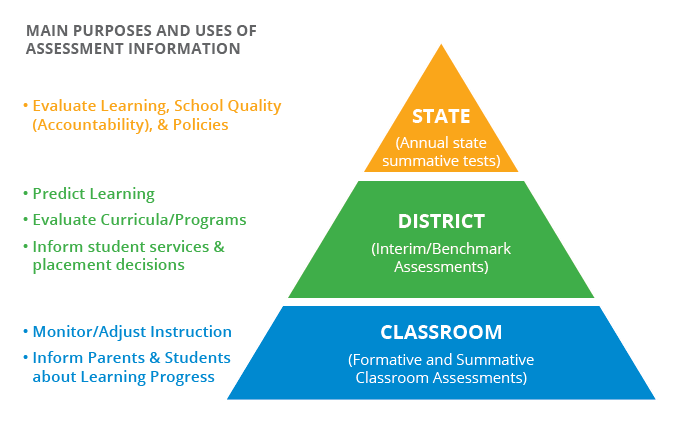 MAIN PURPOSES AND USES OF
ASSESSMENT INFORMATION
• Evaluate Learning, School Quality
(Accountability), & Policies
STATE
(Annual state
summative tests)
• Predict Learning
• Evaluate Curricula/Programs
• Inform student services &
placement decisions
DISTRICT
(Interim/Benchmark
Assessments)
• Monitor/Adjust Instruction
• Inform Parents & Students
about Learning Progress
CLASSROOM
(Formative and Summative
Classroom Assessments)